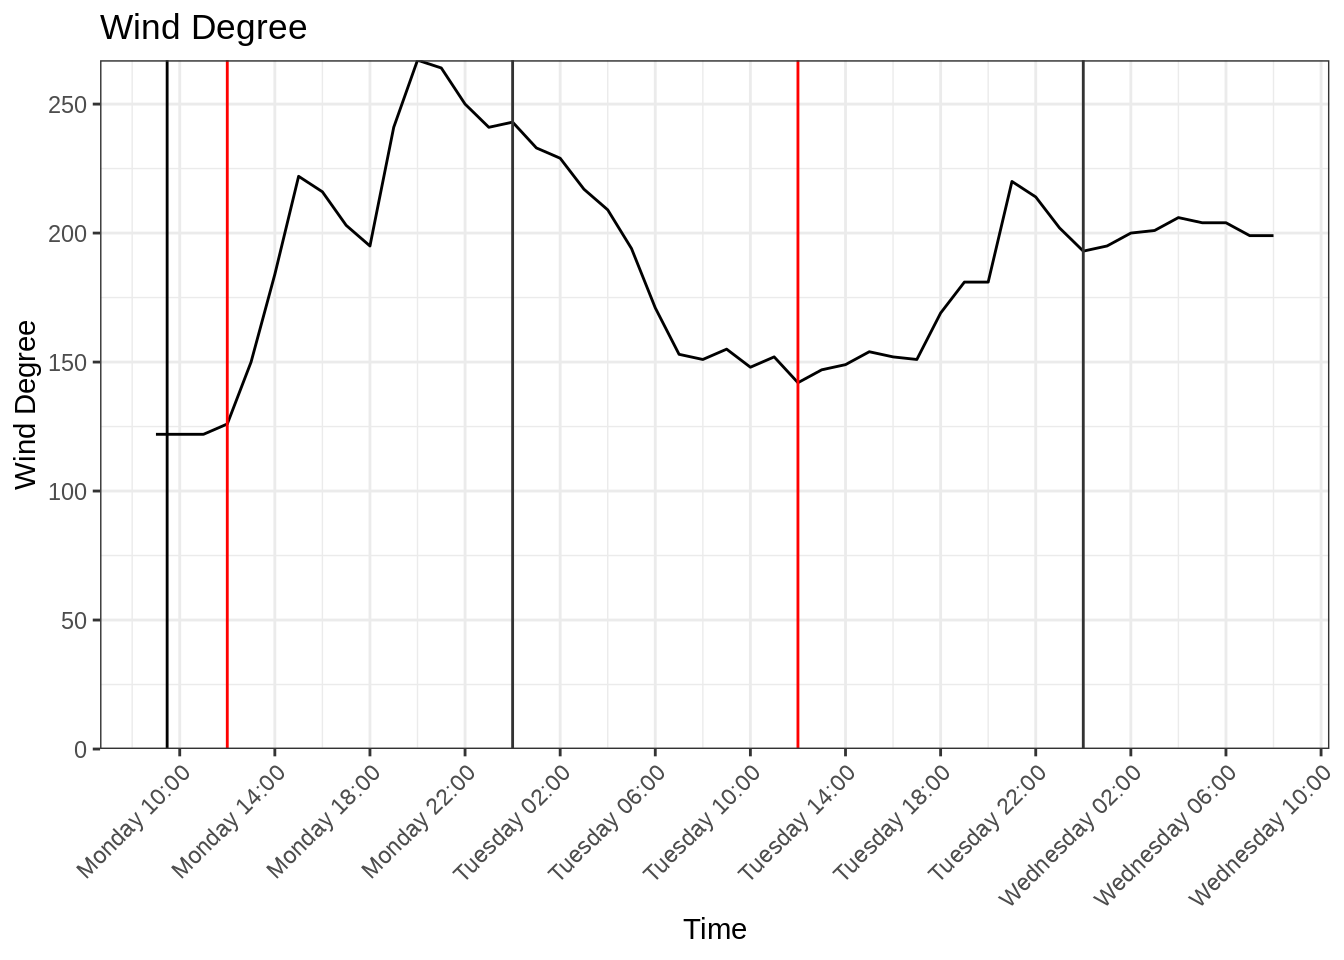 Wind Degree
Wind Degree
250
200
150
100
50
0
Monday 10:00
Monday 14:00
Monday 18:00
Monday 22:00
Tuesday 02:00
Tuesday 06:00
Tuesday 10:00
Tuesday 14:00
Tuesday 18:00
Tuesday 22:00
Wednesday 02:00
Wednesday 06:00
Wednesday 10:00
Time